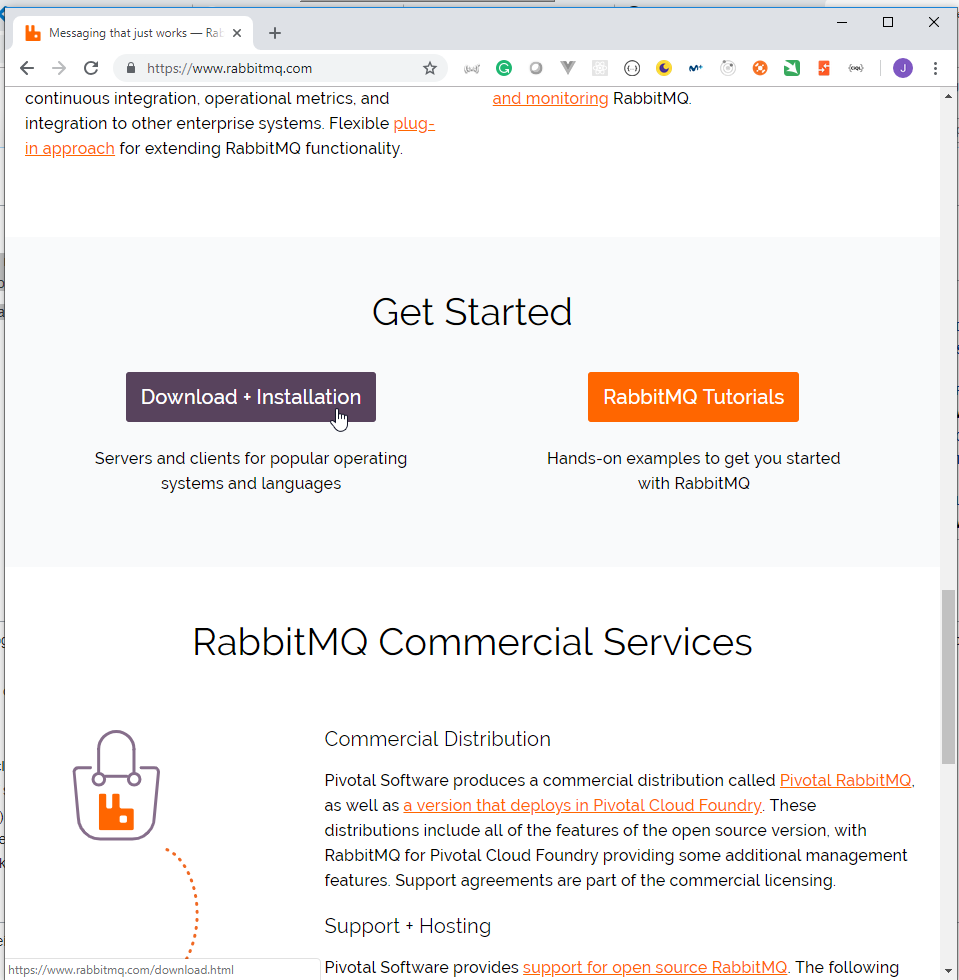 Messaging that just works — Rab
https://www.rabbitmq.com
J
continuous integration, operational metrics, and
integration to other enterprise systems. Flexible plug-
in approach for extending RabbitMQ functionality.
and monitoring RabbitMQ.
Get Started
Download + Installation
RabbitMQ Tutorials
Servers and clients for popular operating
systems and languages
Hands-on examples to get you started
with RabbitMQ
RabbitMQ Commercial Services
Commercial Distribution
Pivotal Software produces a commercial distribution called Pivotal RabbitMQ,
as well as a version that deploys in Pivotal Cloud Foundry. These
distributions include all of the features of the open source version, with
RabbitMQ for Pivotal Cloud Foundry providing some additional management
features. Support agreements are part of the commercial licensing.
Support + Hosting
Pivotal Software provides support for open source RabbitMQ. The following
https://www.rabbitmq.com/download.html